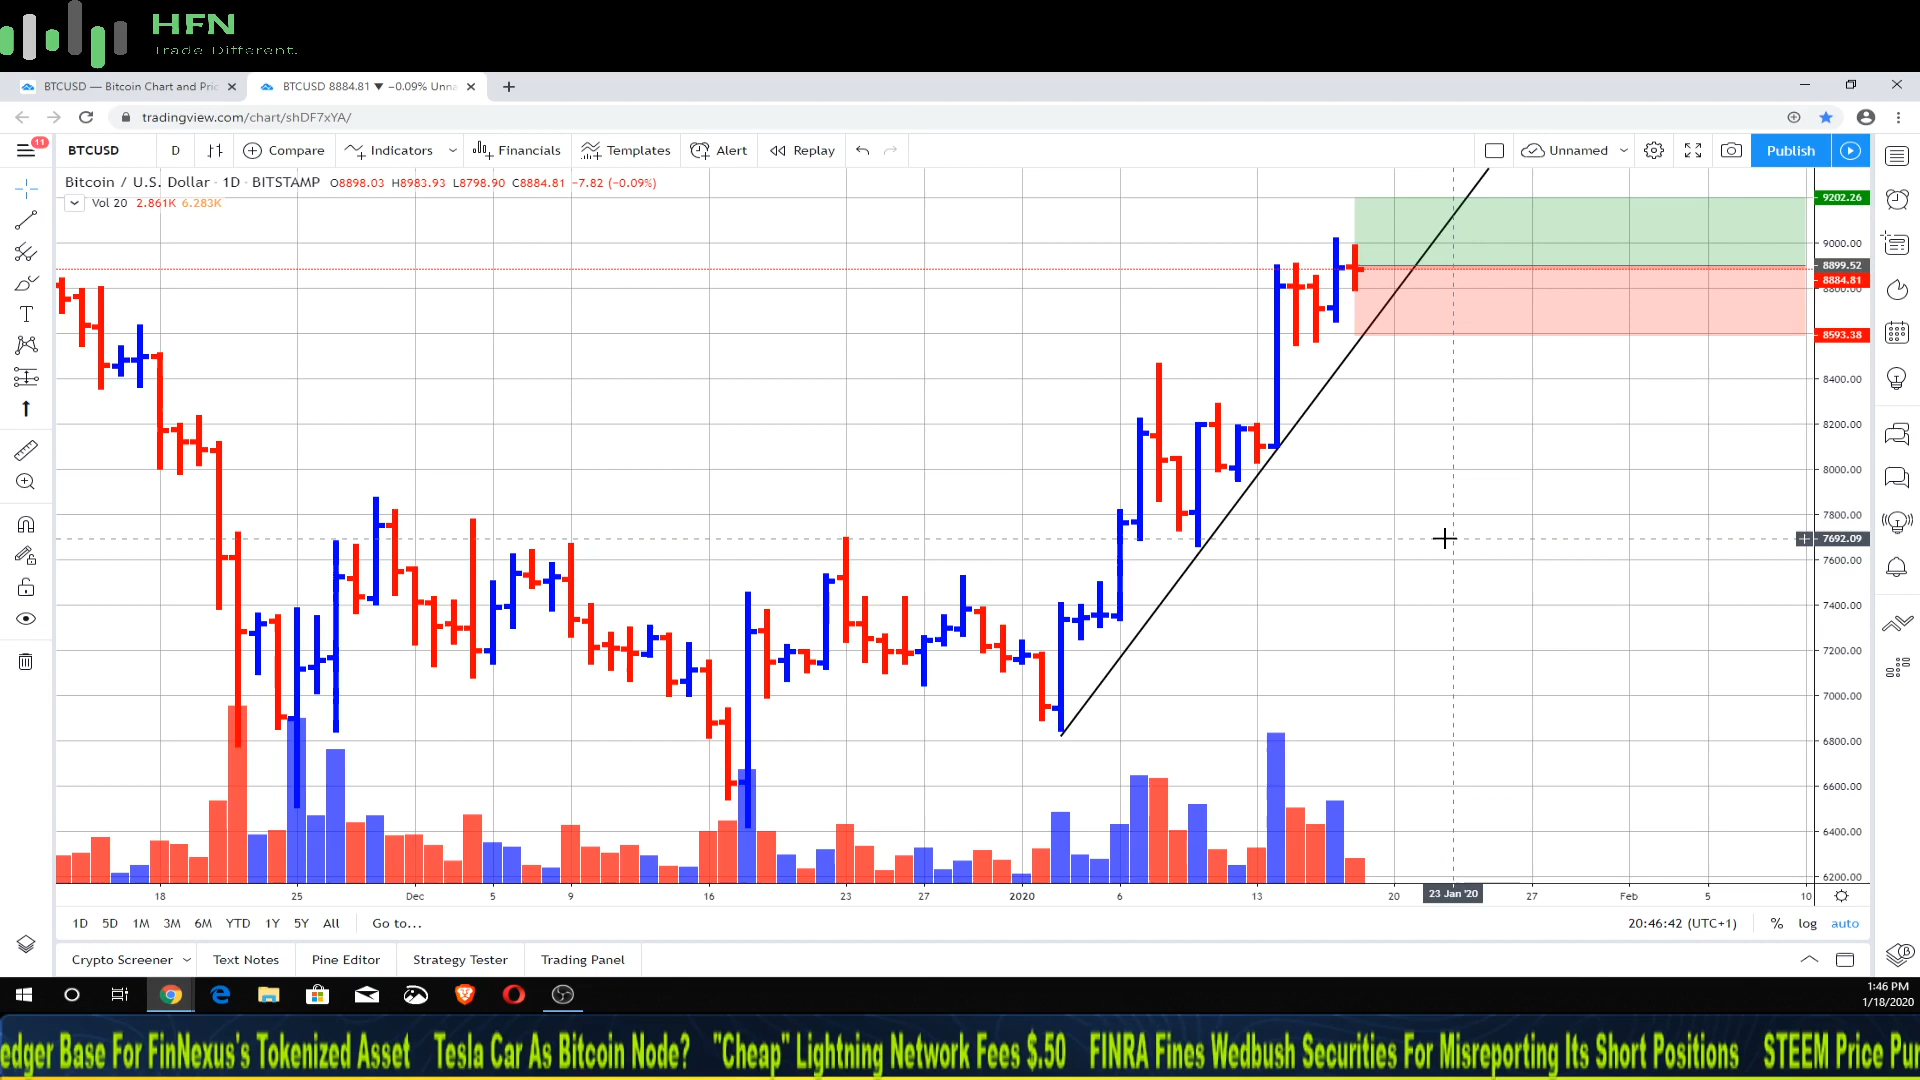 HFN
Trade Different.
BTCUSD — Bitcoin Chart and Pric
BTCUSD 8884.81 ▼ −0.09% Unna
tradingview.com/chart/shDF7xYA/
11
BTCUSD D Compare Indicators Financials Templates Alert Replay Unnamed Publish
Bitcoin / U.S. Dollar · 1D · BITSTAMP O8898.03 H8983.93 L8798.90 C8884.81 −7.82 (−0.09%)
Vol 20 2.861K 6.283K
9202.26
9000.00
8899.52
8884.81
8800.00
8593.38
8400.00
8200.00
8000.00
7800.00
7692.09
7600.00
7400.00
7200.00
7000.00
6800.00
6600.00
6400.00
6200.00
18 25 Dec 5 9 16 23 27 2020 6 13 20 23 Jan '20 27 Feb 5 10
1D 5D 1M 3M 6M YTD 1Y 5Y All Go to... 20:46:42 (UTC+1) % log auto
Crypto Screener Text Notes Pine Editor Strategy Tester Trading Panel
1:46 PM
1/18/2020
edger Base For FinNexus's Tokenized Asset Tesla Car As Bitcoin Node? "Cheap" Lightning Network Fees $.50 FINRA Fines Wedbush Securities For Misreporting Its Short Positions STEEM Price Pu